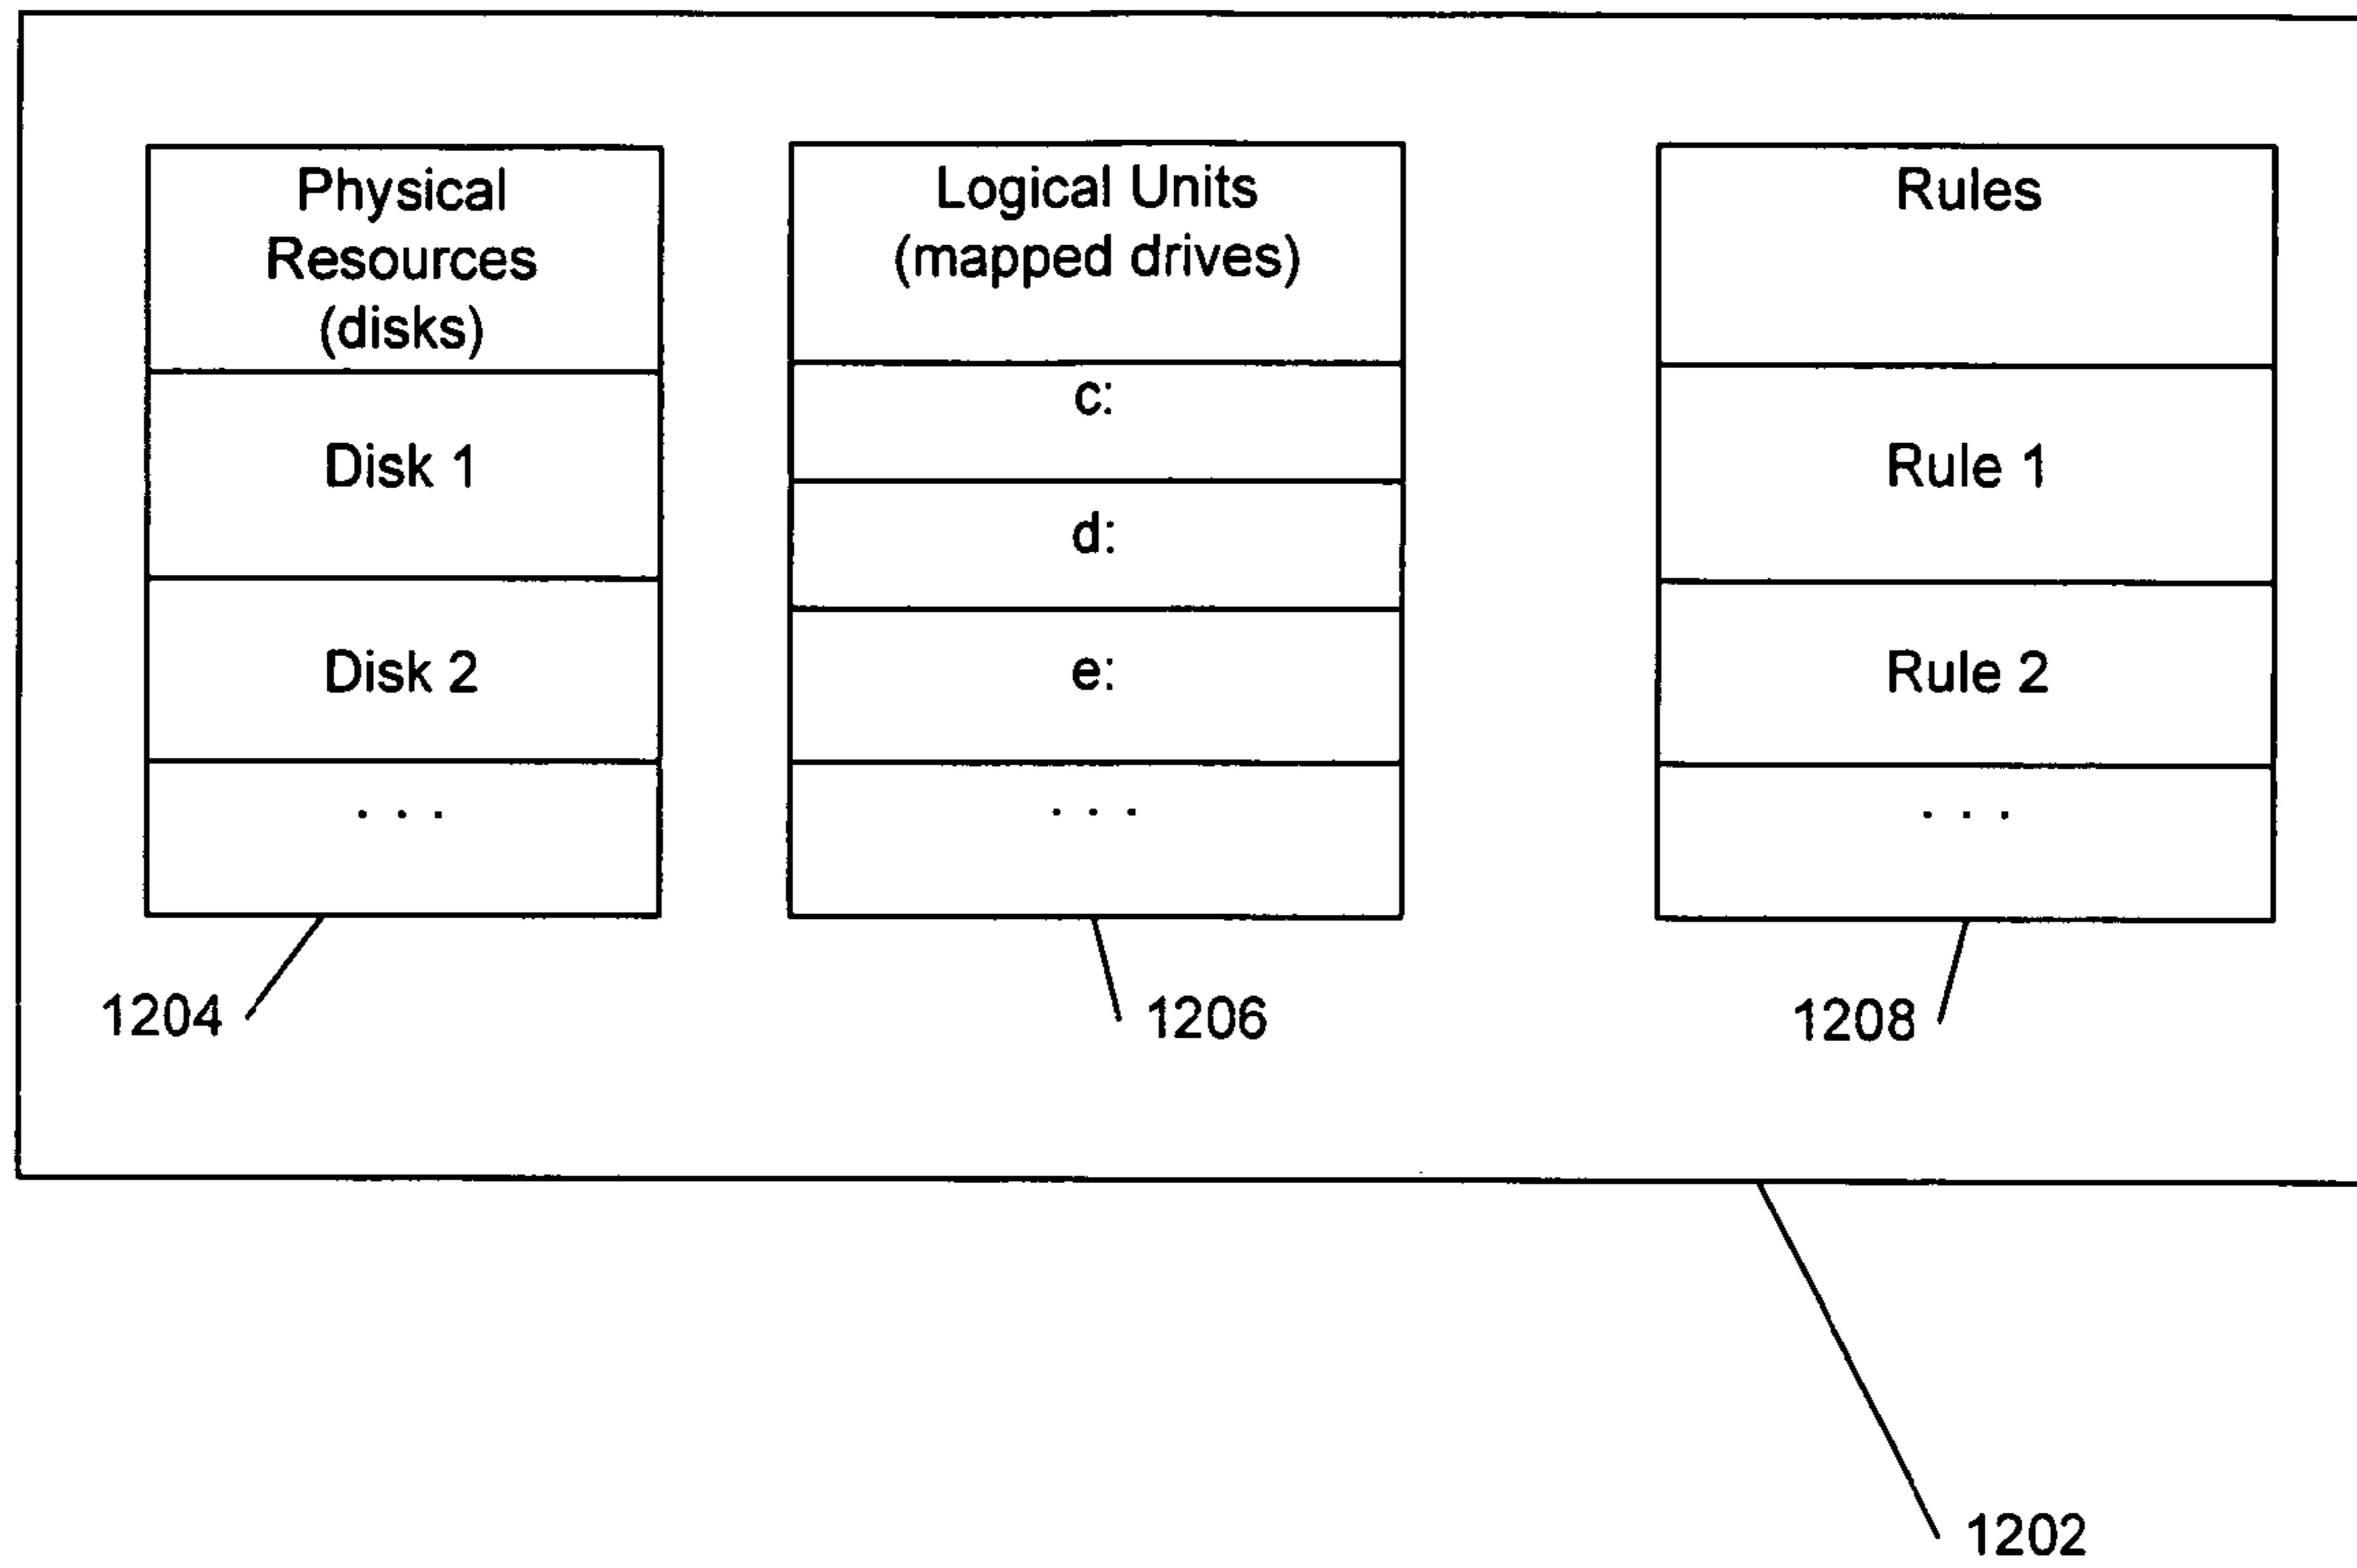 Physical
Resources
(disks)
Disk 1
Disk 2
. . .
1204
Logical Units
(mapped drives)
c:
d:
e:
. . .
1206
Rules
Rule 1
Rule 2
. . .
1208
1202